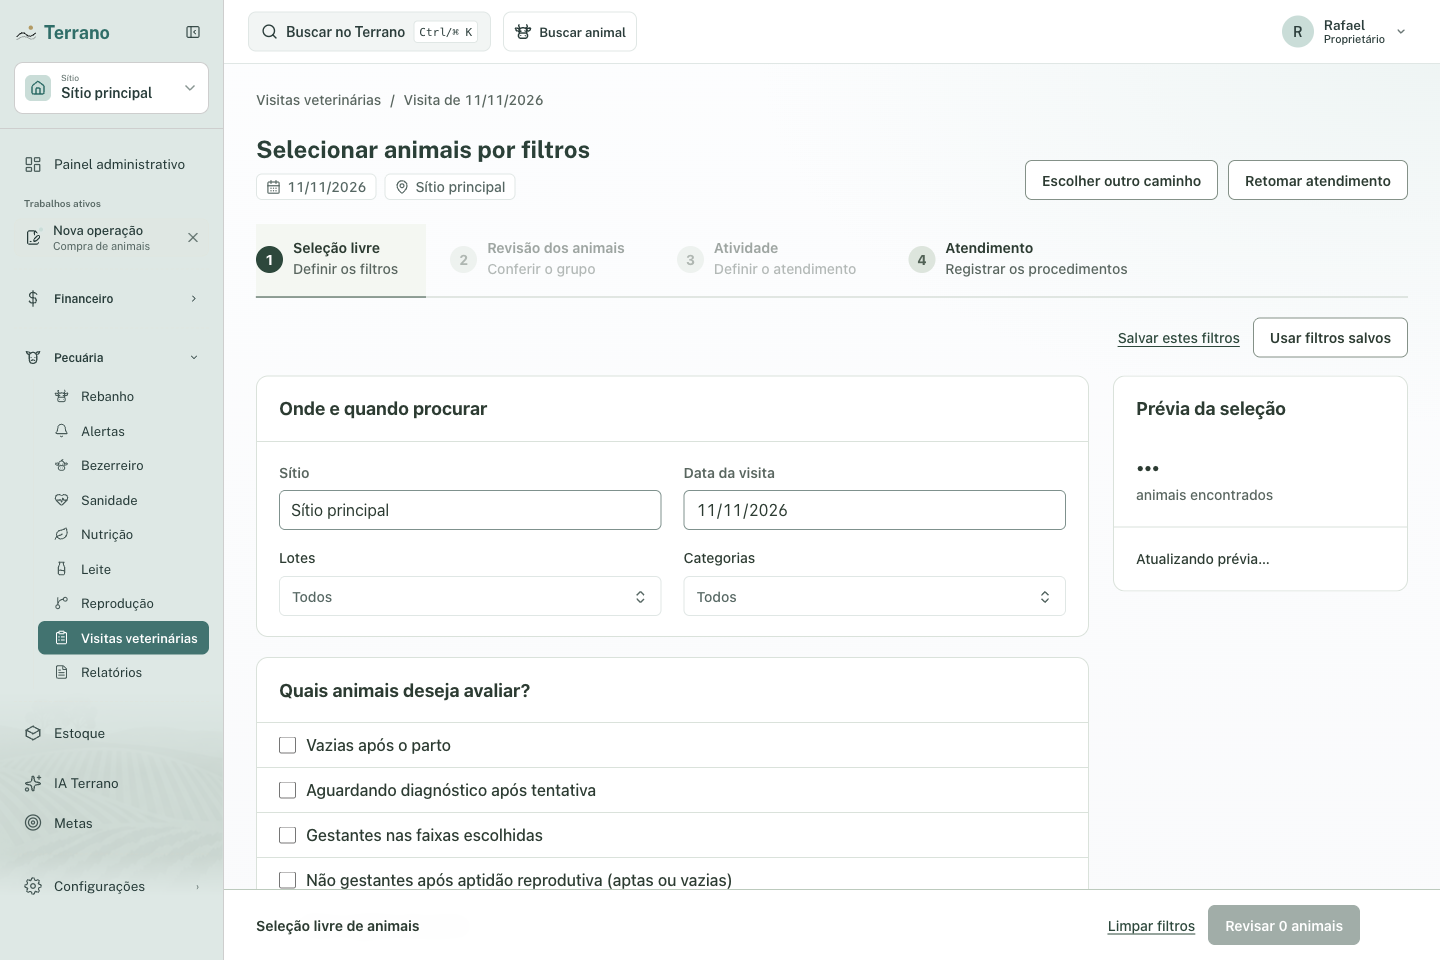 Terrano
Sítio
Sítio principal
Painel administrativo
Trabalhos ativos
Nova operação
Compra de animais
Financeiro
Pecuária
Rebanho
Alertas
Bezerreiro
Sanidade
Nutrição
Leite
Reprodução
Visitas veterinárias
Relatórios
Estoque
IA Terrano
Metas
Configurações
Buscar no Terrano Ctrl/⌘ K
Buscar animal
R
Rafael
Proprietário
Visitas veterinárias / Visita de 11/11/2026
Selecionar animais por filtros
11/11/2026 Sítio principal
Escolher outro caminho
Retomar atendimento
1 Seleção livre
Definir os filtros
2 Revisão dos animais
Conferir o grupo
3 Atividade
Definir o atendimento
4 Atendimento
Registrar os procedimentos
Salvar estes filtros
Usar filtros salvos
Onde e quando procurar
Sítio
Sítio principal
Data da visita
11/11/2026
Lotes
Todos
Categorias
Todos
Prévia da seleção
...
animais encontrados
Atualizando prévia...
Quais animais deseja avaliar?
Vazias após o parto
Aguardando diagnóstico após tentativa
Gestantes nas faixas escolhidas
Não gestantes após aptidão reprodutiva (aptas ou vazias)
Seleção livre de animais
Limpar filtros
Revisar 0 animais